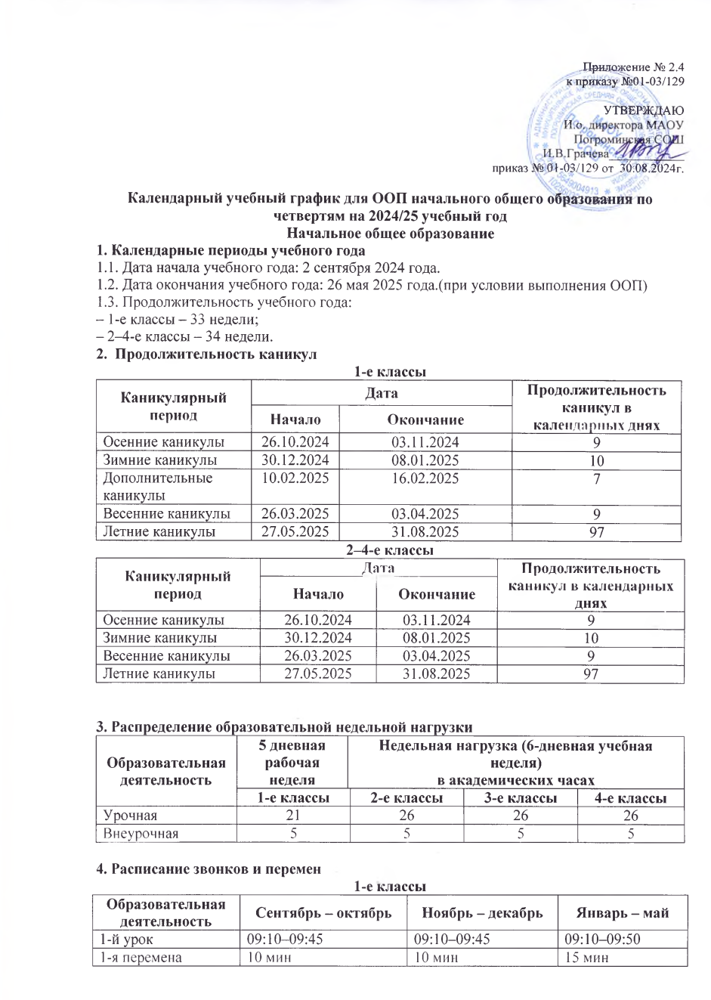 Приложение № 2.4
к приказу №01-03/129
УТВЕРЖДАЮ
И.о. директора МАОУ
Погроминская СОШ
И.В.Грачева
приказ № 01-03/129 от 30.08.2024г.
Календарный учебный график для ООП начального общего образования по
четвертям на 2024/25 учебный год
Начальное общее образование
1. Календарные периоды учебного года
1.1. Дата начала учебного года: 2 сентября 2024 года.
1.2. Дата окончания учебного года: 26 мая 2025 года.(при условии выполнения ООП)
1.3. Продолжительность учебного года:
– 1-е классы – 33 недели;
– 2–4-е классы – 34 недели.
2. Продолжительность каникул
1-е классы
Каникулярный период Дата Продолжительность каникул в календарных днях
Начало Окончание
Осенние каникулы 26.10.2024 03.11.2024 9
Зимние каникулы 30.12.2024 08.01.2025 10
Дополнительные каникулы 10.02.2025 16.02.2025 7
Весенние каникулы 26.03.2025 03.04.2025 9
Летние каникулы 27.05.2025 31.08.2025 97
2–4-е классы
Каникулярный период Дата Продолжительность каникул в календарных днях
Начало Окончание
Осенние каникулы 26.10.2024 03.11.2024 9
Зимние каникулы 30.12.2024 08.01.2025 10
Весенние каникулы 26.03.2025 03.04.2025 9
Летние каникулы 27.05.2025 31.08.2025 97
3. Распределение образовательной недельной нагрузки
Образовательная деятельность 5 дневная рабочая неделя Недельная нагрузка (6-дневная учебная неделя) в академических часах
1-е классы 2-е классы 3-е классы 4-е классы
Урочная 21 26 26 26
Внеурочная 5 5 5 5
4. Расписание звонков и перемен
1-е классы
Образовательная деятельность Сентябрь – октябрь Ноябрь – декабрь Январь – май
1-й урок 09:10–09:45 09:10–09:45 09:10–09:50
1-я перемена 10 мин 10 мин 15 мин